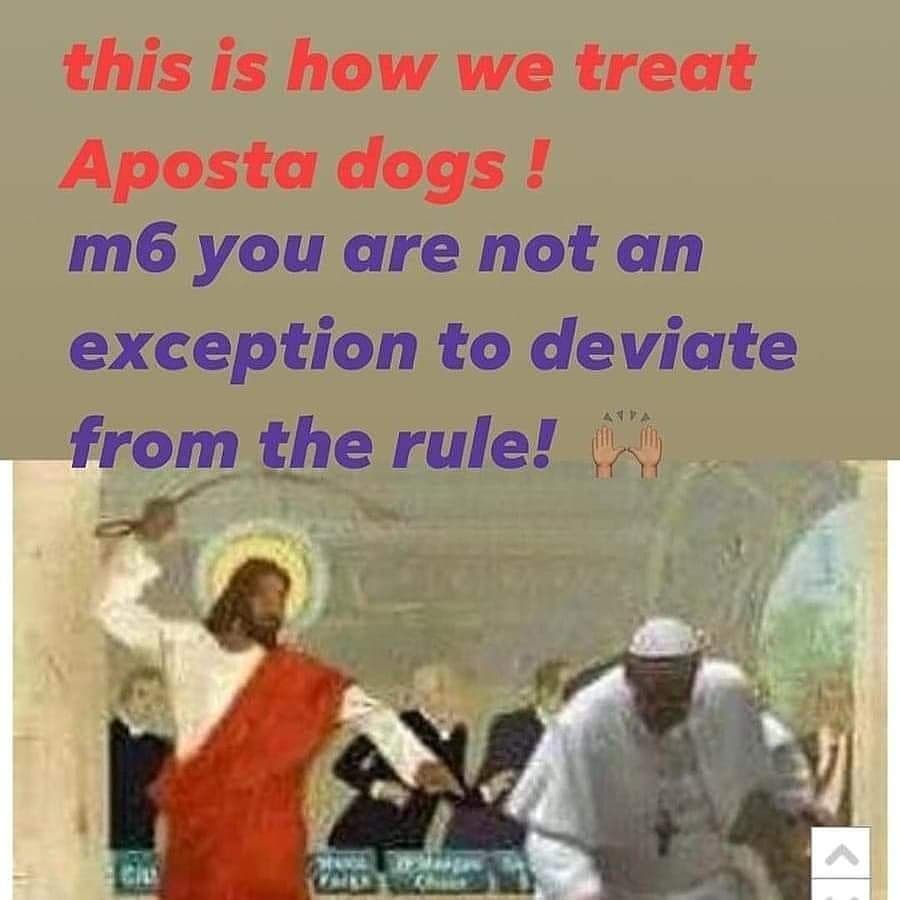 this is how we treat
Aposta dogs !
m6 you are not an
exception to deviate
from the rule! 🙌